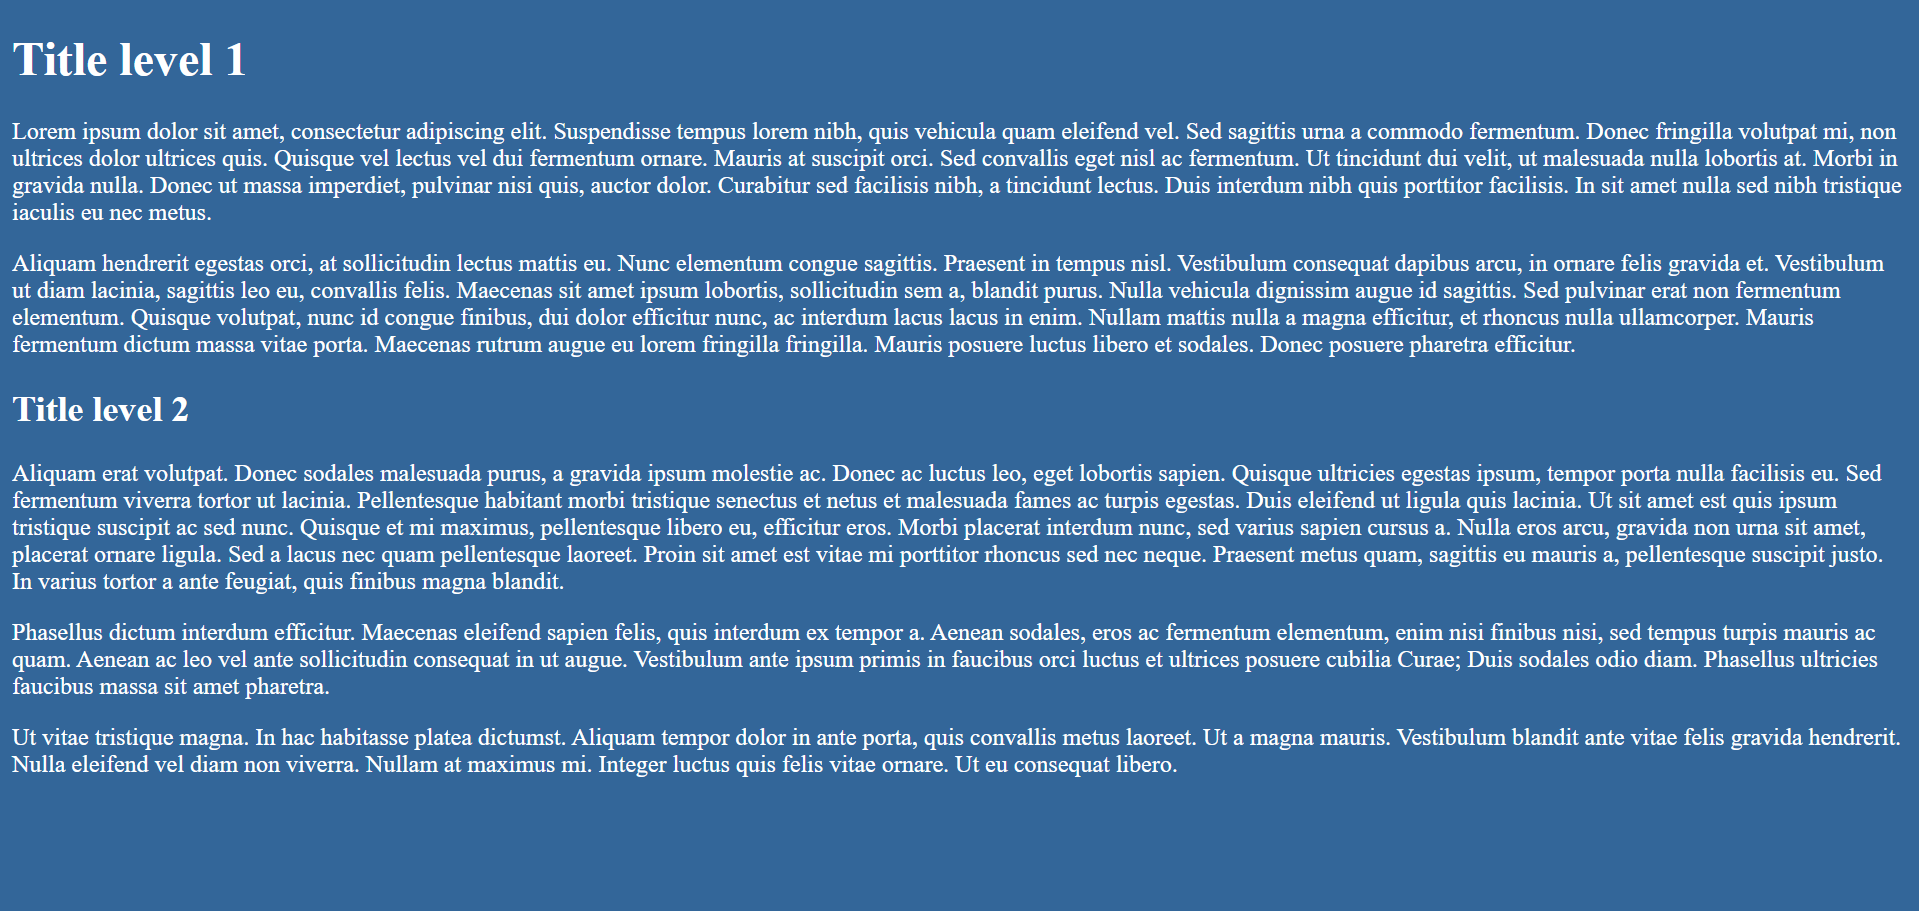 Title level 1
Lorem ipsum dolor sit amet, consectetur adipiscing elit. Suspendisse tempus lorem nibh, quis vehicula quam eleifend vel. Sed sagittis urna a commodo fermentum. Donec fringilla volutpat mi, non
ultrices dolor ultrices quis. Quisque vel lectus vel dui fermentum ornare. Mauris at suscipit orci. Sed convallis eget nisl ac fermentum. Ut tincidunt dui velit, ut malesuada nulla lobortis at. Morbi in
gravida nulla. Donec ut massa imperdiet, pulvinar nisi quis, auctor dolor. Curabitur sed facilisis nibh, a tincidunt lectus. Duis interdum nibh quis porttitor facilisis. In sit amet nulla sed nibh tristique
iaculis eu nec metus.
Aliquam hendrerit egestas orci, at sollicitudin lectus mattis eu. Nunc elementum congue sagittis. Praesent in tempus nisl. Vestibulum consequat dapibus arcu, in ornare felis gravida et. Vestibulum
ut diam lacinia, sagittis leo eu, convallis felis. Maecenas sit amet ipsum lobortis, sollicitudin sem a, blandit purus. Nulla vehicula dignissim augue id sagittis. Sed pulvinar erat non fermentum
elementum. Quisque volutpat, nunc id congue finibus, dui dolor efficitur nunc, ac interdum lacus lacus in enim. Nullam mattis nulla a magna efficitur, et rhoncus nulla ullamcorper. Mauris
fermentum dictum massa vitae porta. Maecenas rutrum augue eu lorem fringilla fringilla. Mauris posuere luctus libero et sodales. Donec posuere pharetra efficitur.
Title level 2
Aliquam erat volutpat. Donec sodales malesuada purus, a gravida ipsum molestie ac. Donec ac luctus leo, eget lobortis sapien. Quisque ultricies egestas ipsum, tempor porta nulla facilisis eu. Sed
fermentum viverra tortor ut lacinia. Pellentesque habitant morbi tristique senectus et netus et malesuada fames ac turpis egestas. Duis eleifend ut ligula quis lacinia. Ut sit amet est quis ipsum
tristique suscipit ac sed nunc. Quisque et mi maximus, pellentesque libero eu, efficitur eros. Morbi placerat interdum nunc, sed varius sapien cursus a. Nulla eros arcu, gravida non urna sit amet,
placerat ornare ligula. Sed a lacus nec quam pellentesque laoreet. Proin sit amet est vitae mi porttitor rhoncus sed nec neque. Praesent metus quam, sagittis eu mauris a, pellentesque suscipit justo.
In varius tortor a ante feugiat, quis finibus magna blandit.
Phasellus dictum interdum efficitur. Maecenas eleifend sapien felis, quis interdum ex tempor a. Aenean sodales, eros ac fermentum elementum, enim nisi finibus nisi, sed tempus turpis mauris ac
quam. Aenean ac leo vel ante sollicitudin consequat in ut augue. Vestibulum ante ipsum primis in faucibus orci luctus et ultrices posuere cubilia Curae; Duis sodales odio diam. Phasellus ultricies
faucibus massa sit amet pharetra.
Ut vitae tristique magna. In hac habitasse platea dictumst. Aliquam tempor dolor in ante porta, quis convallis metus laoreet. Ut a magna mauris. Vestibulum blandit ante vitae felis gravida hendrerit.
Nulla eleifend vel diam non viverra. Nullam at maximus mi. Integer luctus quis felis vitae ornare. Ut eu consequat libero.